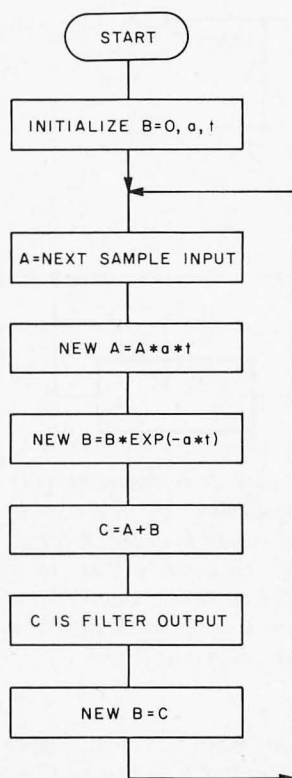 START
INITIALIZE B=0, a, t
A=NEXT SAMPLE INPUT
NEW A=A*a*t
NEW B=B*EXP(-a*t)
C=A+B
C IS FILTER OUTPUT
NEW B=C